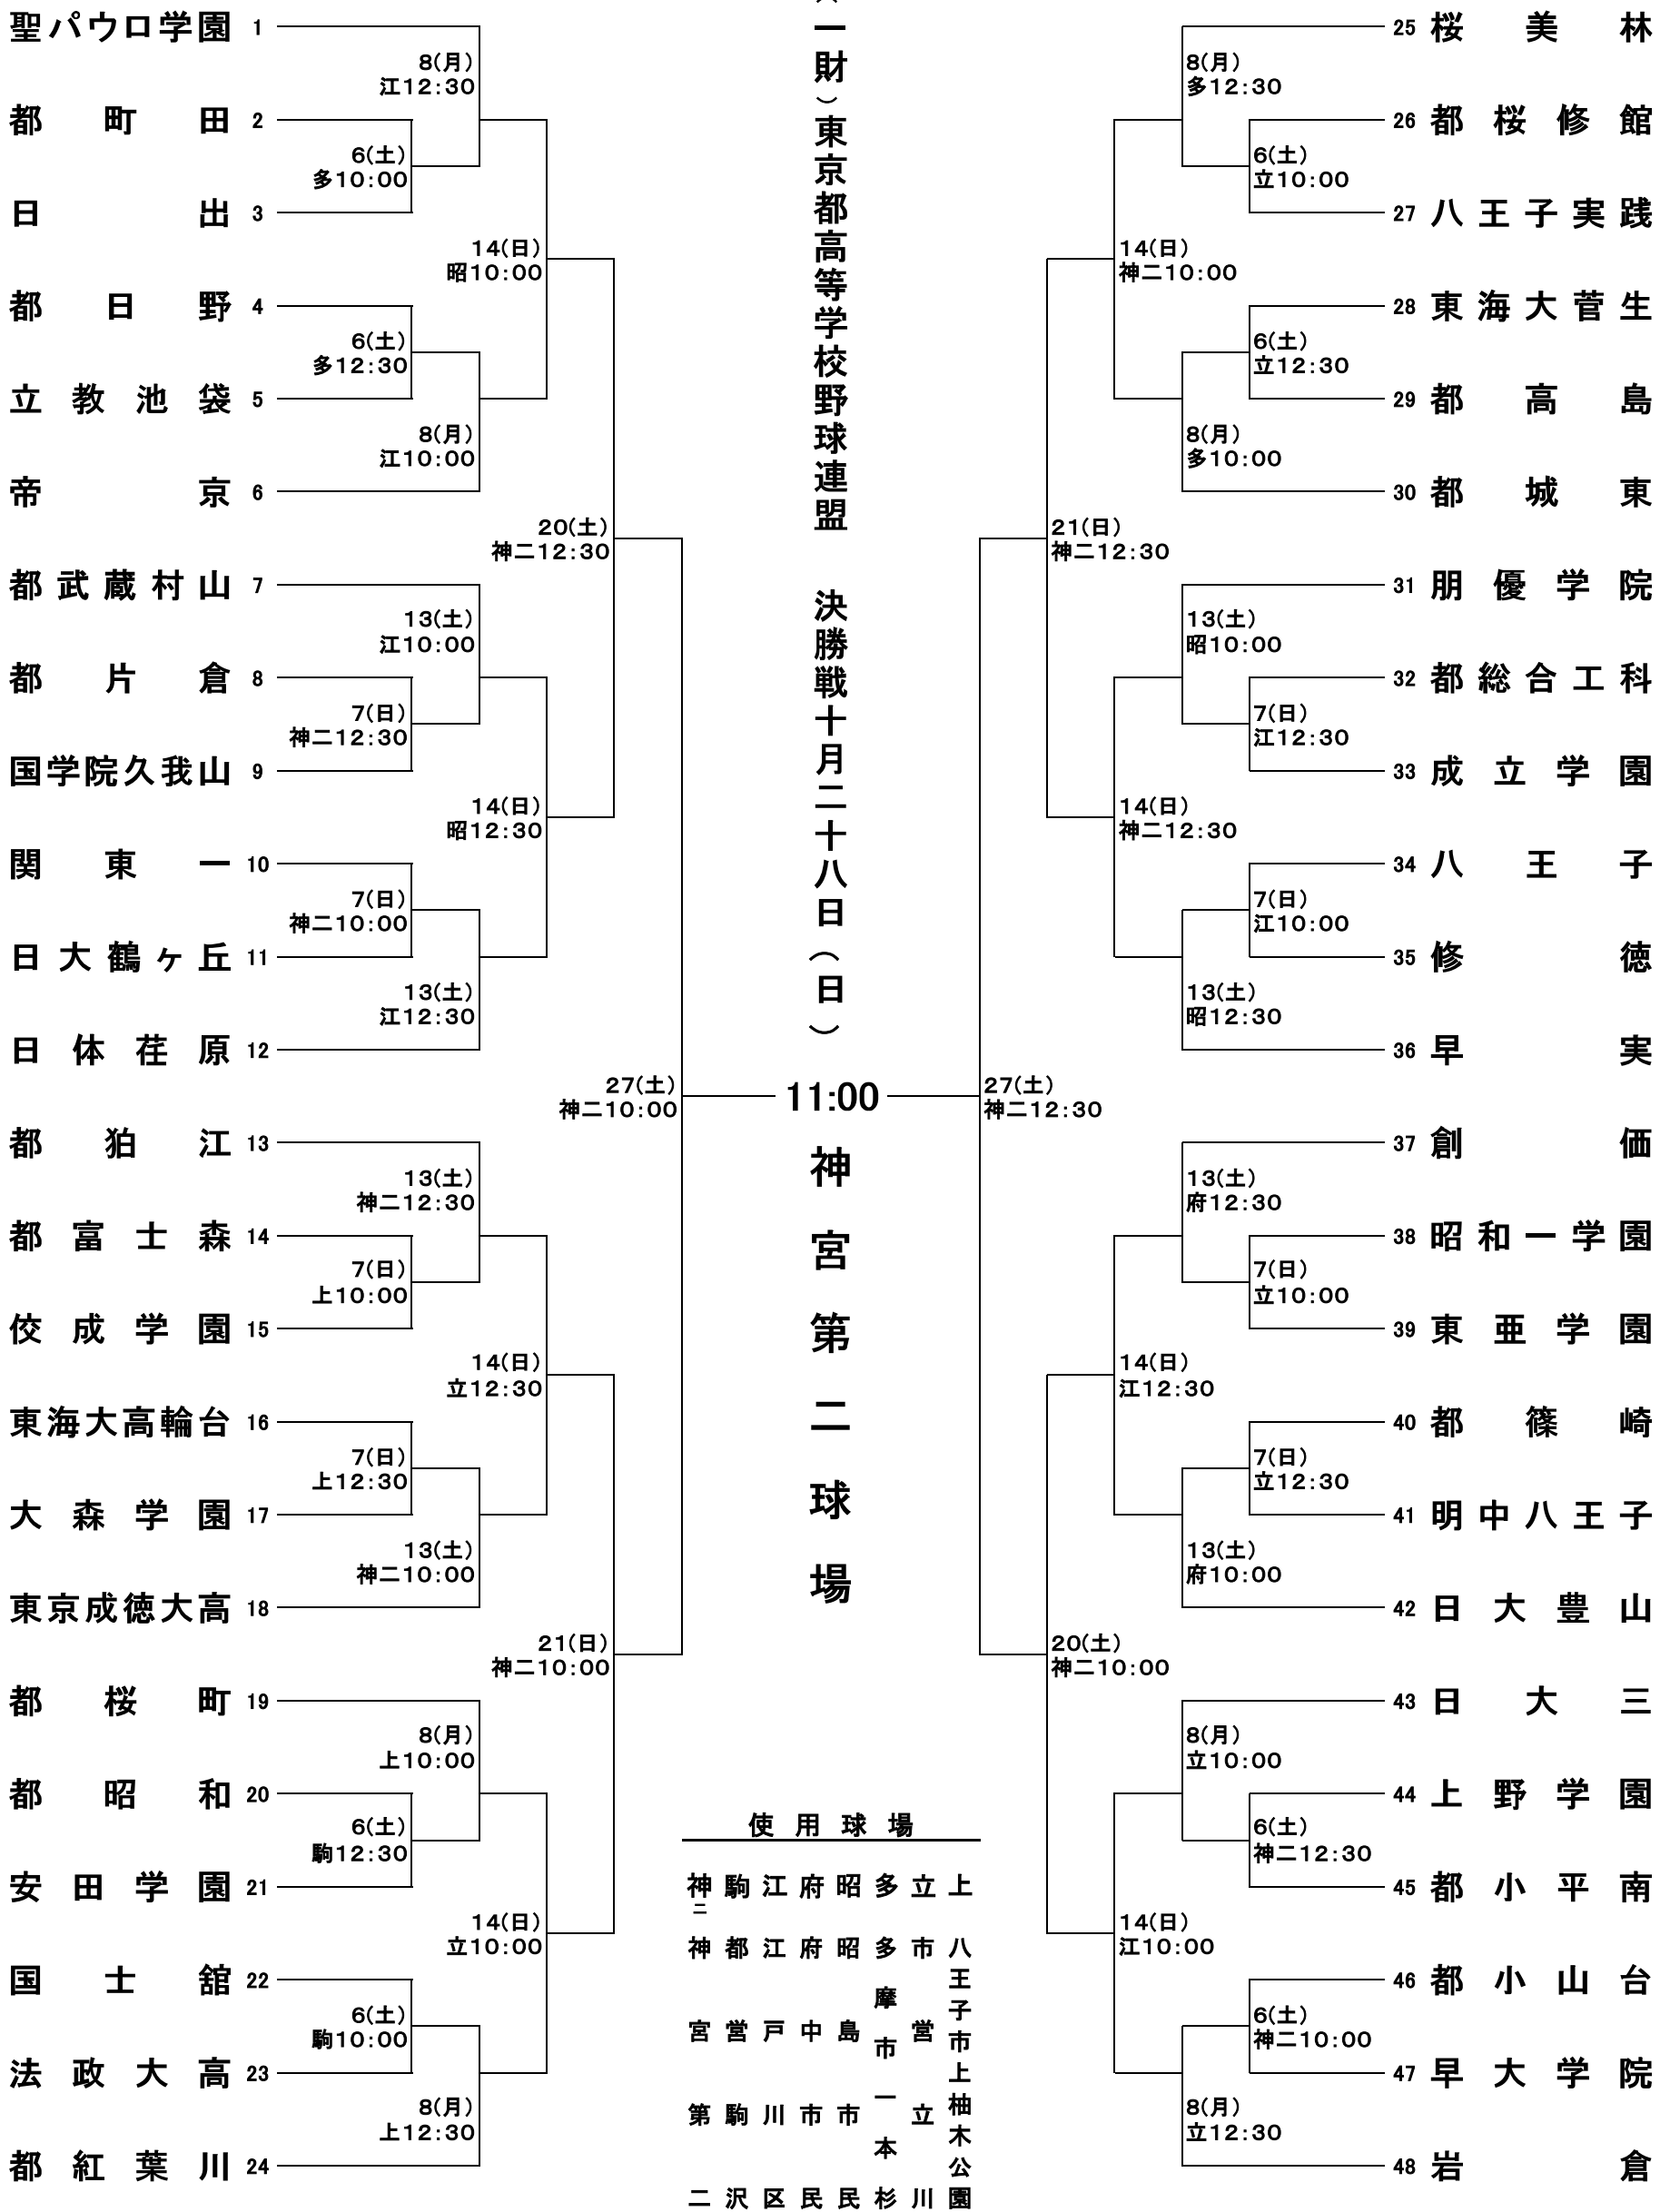 聖パウロ学園 1
8(月)
江12:30
都町田 2
6(土)
多10:00
日出 3
14(日)
昭10:00
都日野 4
6(土)
多12:30
立教池袋 5
8(月)
江10:00
帝京 6
20(土)
神二12:30
都武蔵村山 7
13(土)
江10:00
都片倉 8
7(日)
神二12:30
国学院久我山 9
14(日)
昭12:30
関東一 10
7(日)
神二10:00
日大鶴ヶ丘 11
13(土)
江12:30
日体荏原 12
27(土)
神二10:00
都狛江 13
13(土)
神二12:30
都富士森 14
7(日)
上10:00
佼成学園 15
14(日)
立12:30
東海大高輪台 16
7(日)
上12:30
大森学園 17
13(土)
神二10:00
東京成徳大高 18
21(日)
神二10:00
都桜町 19
8(月)
上10:00
都昭和 20
6(土)
駒12:30
安田学園 21
14(日)
立10:00
国士舘 22
6(土)
駒10:00
法政大高 23
8(月)
上12:30
都紅葉川 24
一財)東京都高等学校野球連盟 決勝戦十月二十八日(日)
11:00
神宮第二球場
25 桜美林
8(月)
多12:30
26 都桜修館
6(土)
立10:00
27 八王子実践
14(日)
神二10:00
28 東海大菅生
6(土)
立12:30
29 都高島
8(月)
多10:00
30 都城東
21(日)
神二12:30
31 朋優学院
13(土)
昭10:00
32 都総合工科
7(日)
江12:30
33 成立学園
14(日)
神二12:30
34 八王子
7(日)
江10:00
35 修徳
13(土)
昭12:30
36 早実
27(土)
神二12:30
37 創価
13(土)
府12:30
38 昭和一学園
7(日)
立10:00
39 東亜学園
14(日)
江12:30
40 都篠崎
7(日)
立12:30
41 明中八王子
13(土)
府10:00
42 日大豊山
20(土)
神二10:00
43 日大三
8(月)
立10:00
44 上野学園
6(土)
神二12:30
45 都小平南
14(日)
江10:00
46 都小山台
6(土)
神二10:00
47 早大学院
8(月)
立12:30
48 岩倉
使用球場
上 八王子市上柚木公園
立 市営立川
多 多摩市一本杉
昭 昭島市民
府 府中市民
江 江戸川区
駒 都営駒沢
神二 神宮第二